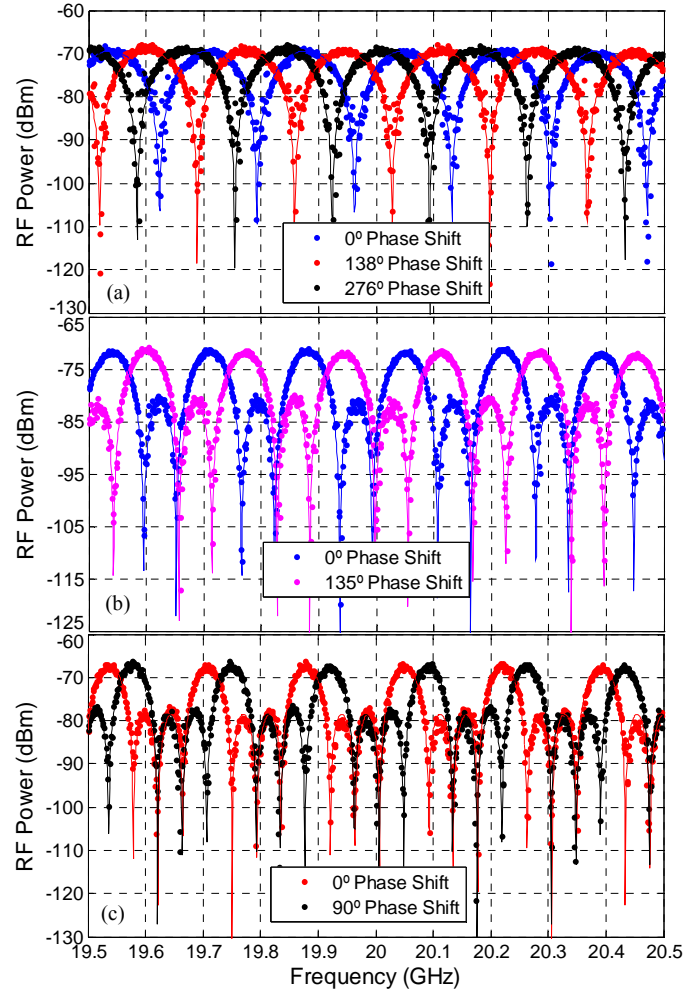 -60
-70
-80
-90
-100
-110
-120
-130
RF Power (dBm)
(a)
0º Phase Shift
138º Phase Shift
276º Phase Shift
-65
-75
-85
-95
-105
-115
-125
RF Power (dBm)
(b)
0º Phase Shift
135º Phase Shift
-60
-70
-80
-90
-100
-110
-120
-130
RF Power (dBm)
(c)
0º Phase Shift
90º Phase Shift
19.5 19.6 19.7 19.8 19.9 20 20.1 20.2 20.3 20.4 20.5
Frequency (GHz)